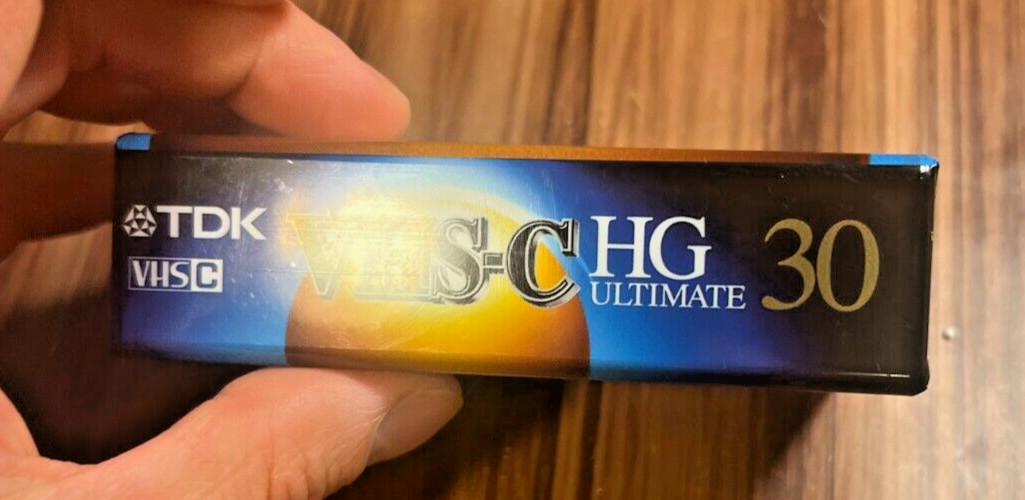 TDK
VHS C
VHS-C HG
ULTIMATE
30